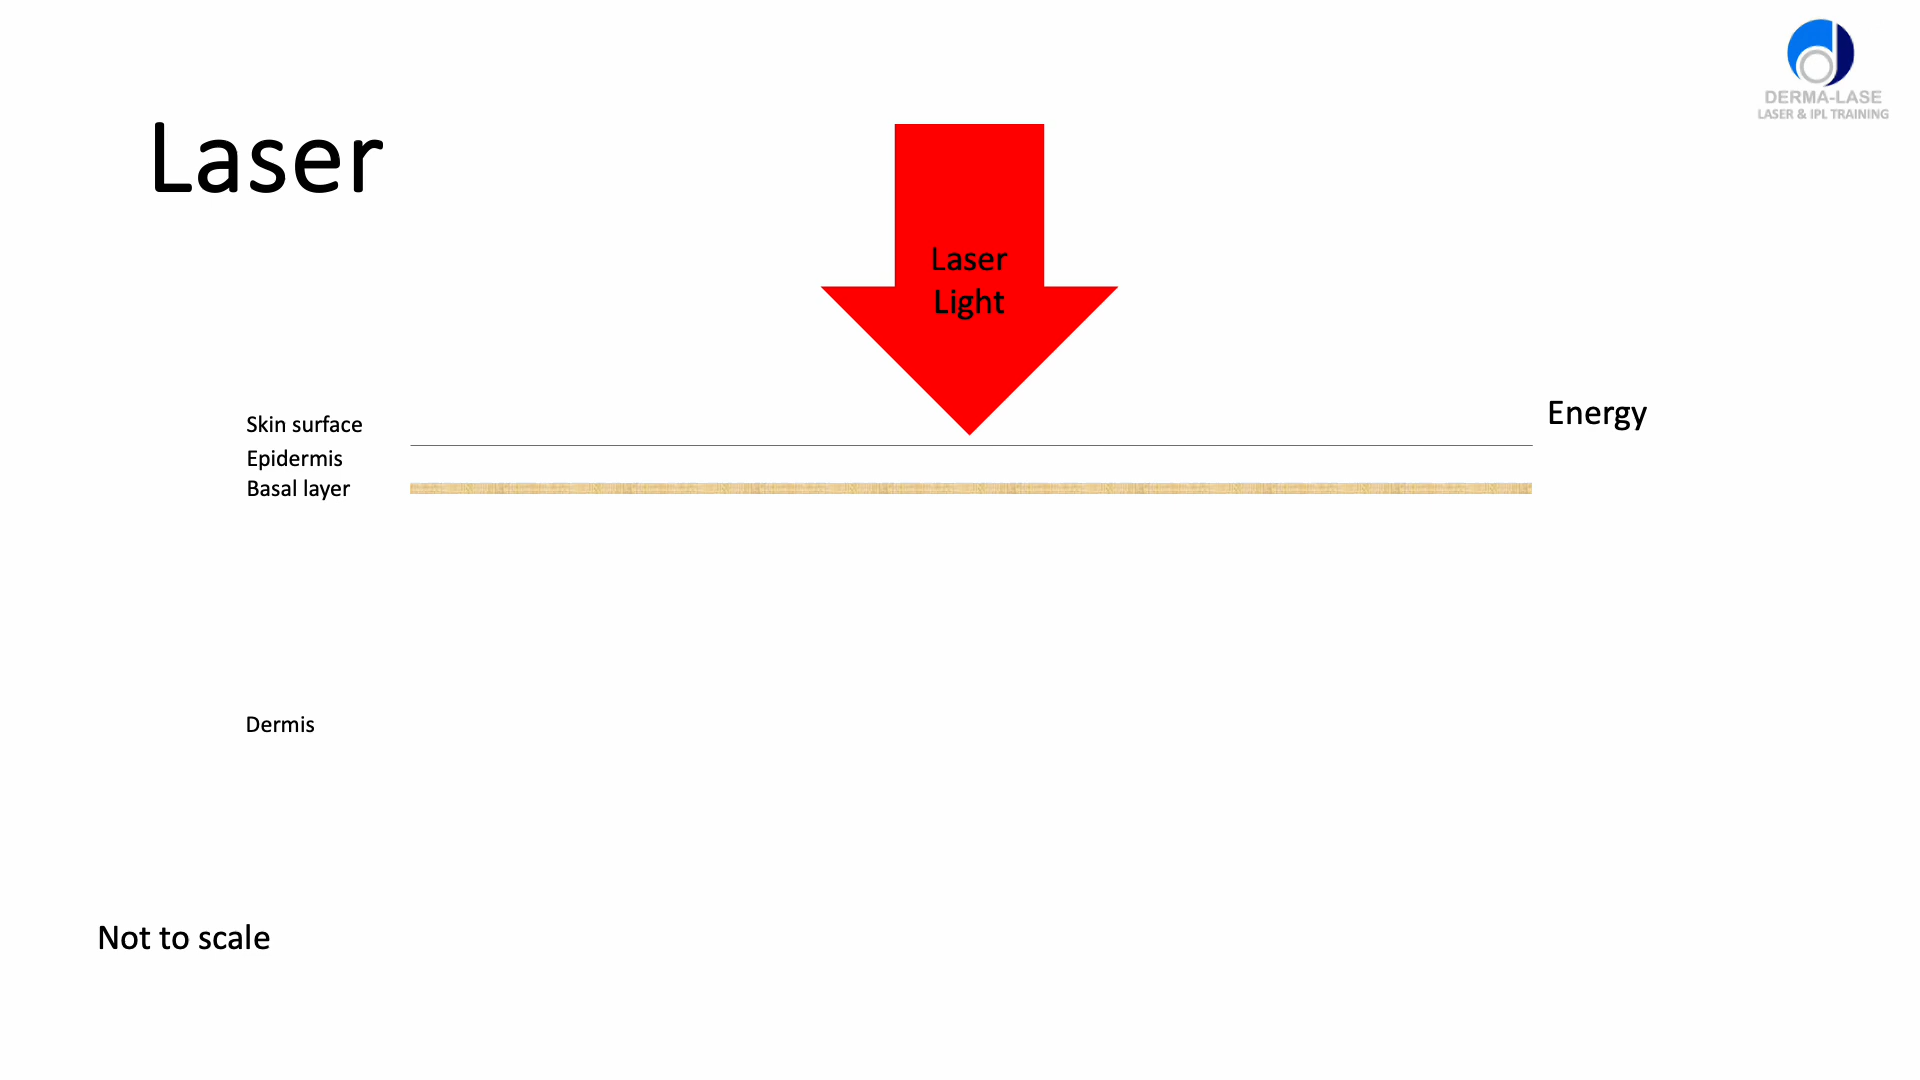 DERMA-LASE
LASER & IPL TRAINING
Laser
Laser
Light
Energy
Skin surface
Epidermis
Basal layer
Dermis
Not to scale